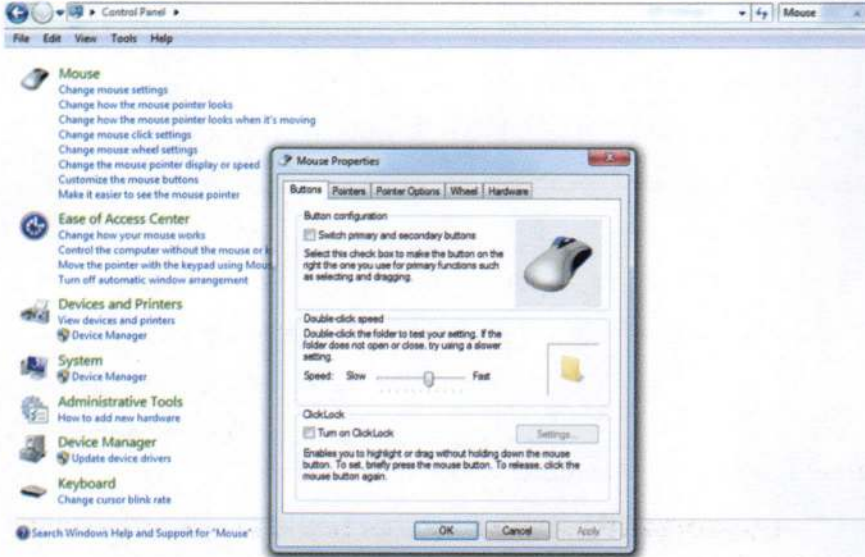 Control Panel
Mouse
File Edit View Tools Help
Mouse
Change mouse settings
Change how the mouse pointer looks
Change how the mouse pointer looks when it's moving
Change mouse click settings
Change mouse wheel settings
Change the mouse pointer display or speed
Customize the mouse buttons
Make it easier to see the mouse pointer
Ease of Access Center
Change how your mouse works
Control the computer without the mouse or k
Move the pointer with the keypad using Mous
Turn off automatic window arrangement
Devices and Printers
View devices and printers
Device Manager
System
Device Manager
Administrative Tools
How to add new hardware
Device Manager
Update device drivers
Keyboard
Change cursor blink rate
Search Windows Help and Support for "Mouse"
Mouse Properties
Buttons Pointers Pointer Options Wheel Hardware
Button configuration
Switch primary and secondary buttons
Select this check box to make the button on the
right the one you use for primary functions such
as selecting and dragging.
Double-click speed
Double-click the folder to test your setting. If the
folder does not open or close, try using a slower
setting.
Speed: Slow Fast
ClickLock
Turn on ClickLock
Settings...
Enables you to highlight or drag without holding down the mouse
button. To set, briefly press the mouse button. To release, click the
mouse button again.
OK Cancel Apply